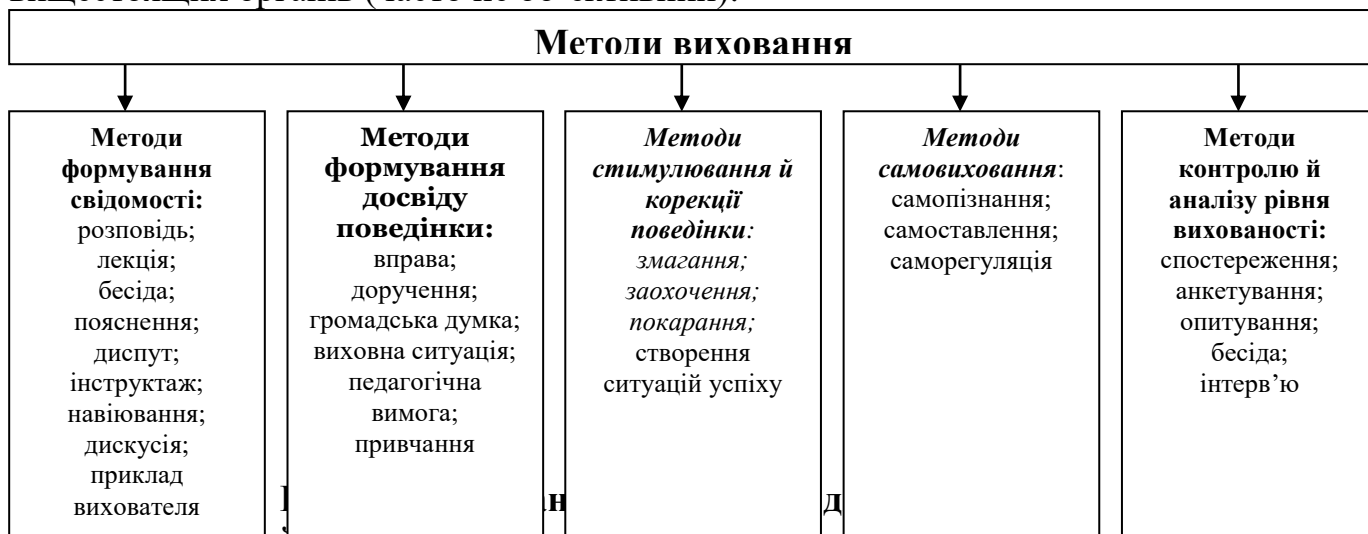 Методи виховання
Методи
формування
свідомості:
розповідь;
лекція;
бесіда;
пояснення;
диспут;
інструктаж;
навіювання;
дискусія;
приклад
вихователя
Методи
формування
досвіду
поведінки:
вправа;
доручення;
громадська думка;
виховна ситуація;
педагогічна
вимога;
привчання
Методи
стимулювання й
корекції
поведінки:
змагання;
заохочення;
покарання;
створення
ситуацій успіху
Методи
самовиховання:
самопізнання;
самоставлення;
саморегуляція
Методи
контролю й
аналізу рівня
вихованості:
спостереження;
анкетування;
опитування;
бесіда;
інтерв’ю